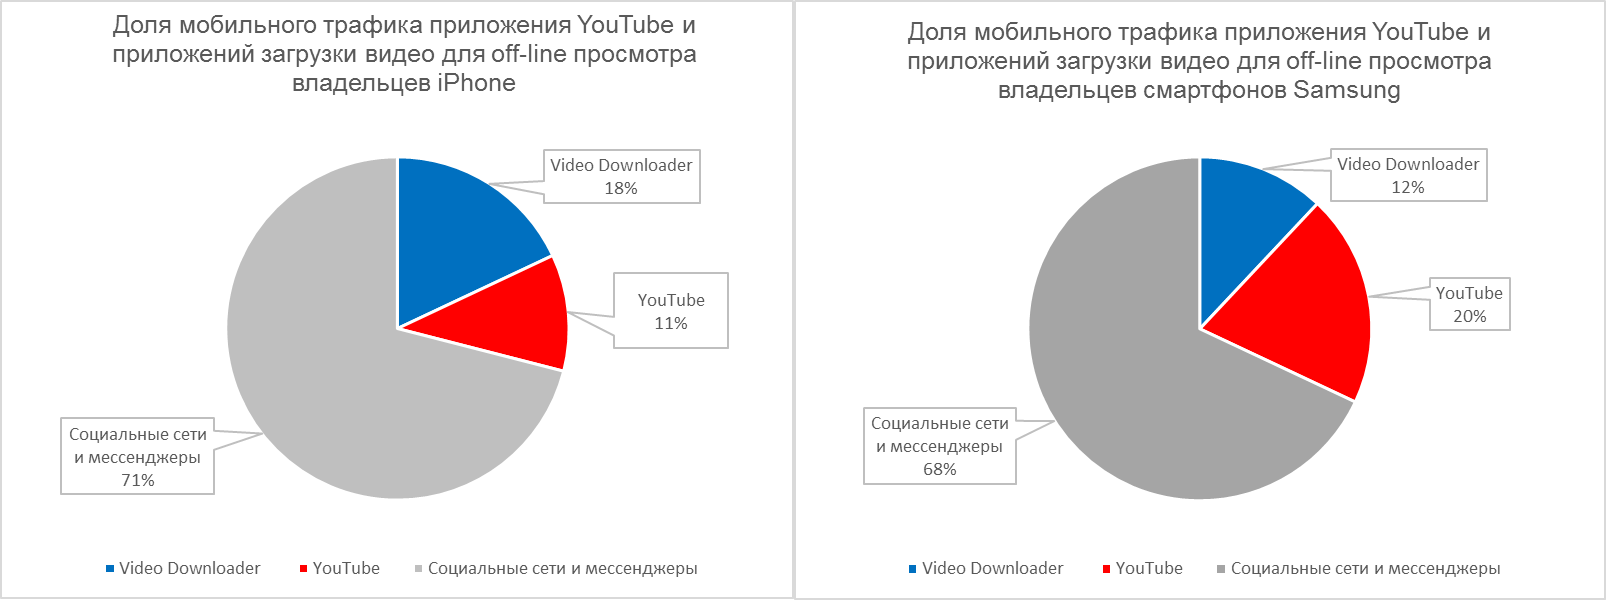 Доля мобильного трафика приложения YouTube и
приложений загрузки видео для off-line просмотра
владельцев iPhone
Video Downloader
18%
YouTube
11%
Социальные сети
и мессенджеры
71%
Video Downloader
YouTube
Социальные сети и мессенджеры
Доля мобильного трафика приложения YouTube и
приложений загрузки видео для off-line просмотра
владельцев смартфонов Samsung
Video Downloader
12%
YouTube
20%
Социальные сети
и мессенджеры
68%
Video Downloader
YouTube
Социальные сети и мессенджеры